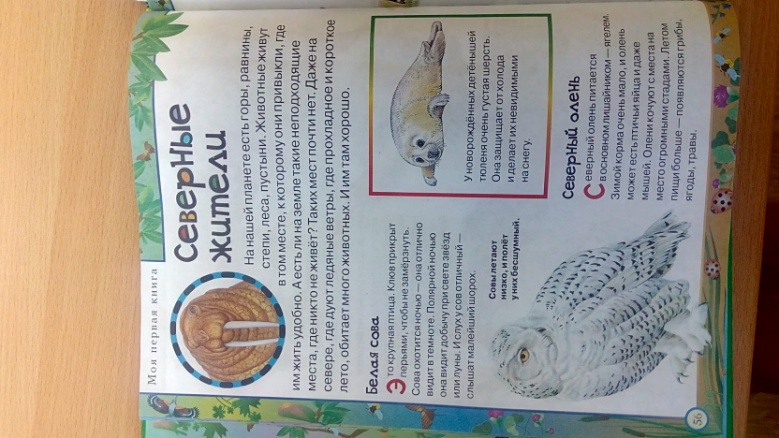 Моя первая книга
Северные
жители
На нашей планете есть горы, равнины,
степи, леса, пустыни. Животные живут
в том месте, к которому они привыкли, где
им жить удобно. А есть ли на земле такие неподходящие
места, где никто не живёт? Таких мест почти нет. Даже на
севере, где дуют ледяные ветры, где прохладное и короткое
лето, обитает много животных. И им там хорошо.
Белая сова
Это крупная птица. Клюв прикрыт
перьями, чтобы не замёрзнуть.
Сова охотится ночью — она отлично
видит в темноте. Полярной ночью
она видит добычу при свете звёзд
или луны. И слух у сов отличный —
слышат малейший шорох.
Совы летают
низко, и полёт
у них бесшумный.
56
У новорождённых детёнышей
тюленя очень густая шерсть.
Она защищает от холода
и делает их невидимыми
на снегу.
Северный олень
Северный олень питается
в основном лишайником — ягелем.
Зимой корма очень мало, и олень
может есть птичьи яйца и даже
мышей. Олени кочуют с места на
место огромными стадами. Летом
пищи больше — появляются грибы,
ягоды, травы.